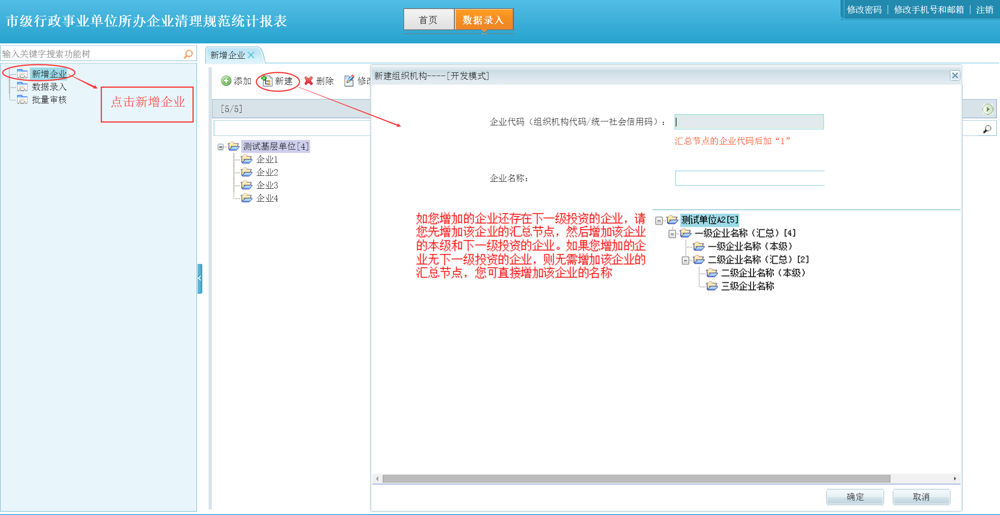 市级行政事业单位所办企业清理规范统计报表
首页
数据录入
修改密码 | 修改手机号和邮箱 | 注销
输入关键字搜索功能树
新增企业
数据录入
批量审核
点击新增企业
新增企业
添加 新建 删除 修改
[5/5]
测试基层单位[4]
企业1
企业2
企业3
企业4
新建组织机构----[开发模式]
企业代码（组织机构代码/统一社会信用码）：
汇总节点的企业代码后加“1”
企业名称：
如您增加的企业还存在下一级投资的企业，请
您先增加该企业的汇总节点，然后增加该企业
的本级和下一级投资的企业。如果您增加的企
业无下一级投资的企业，则无需增加该企业的
汇总节点，您可直接增加该企业的名称
测试单位A2[5]
一级企业名称（汇总）[4]
一级企业名称（本级）
二级企业名称（汇总）[2]
二级企业名称（本级）
三级企业名称
确定
取消